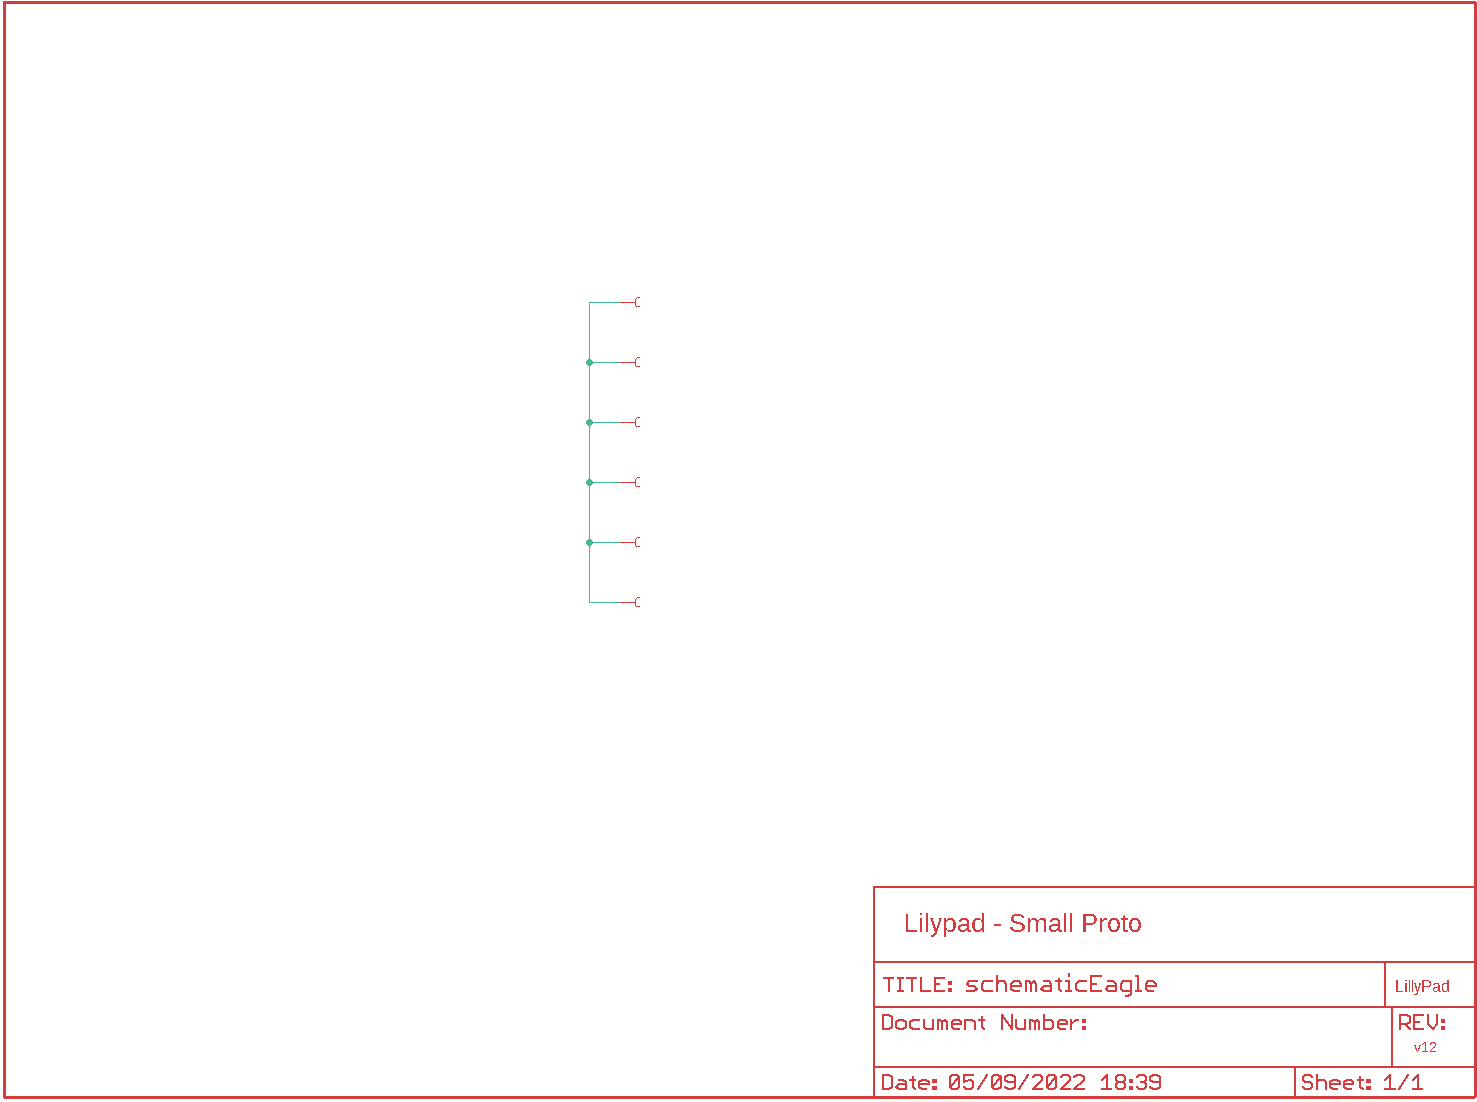 Lilypad - Small Proto
TITLE: schematicEagle
LillyPad
Document Number:
REV:
v12
Date: 05/09/2022 18:39
Sheet: 1/1